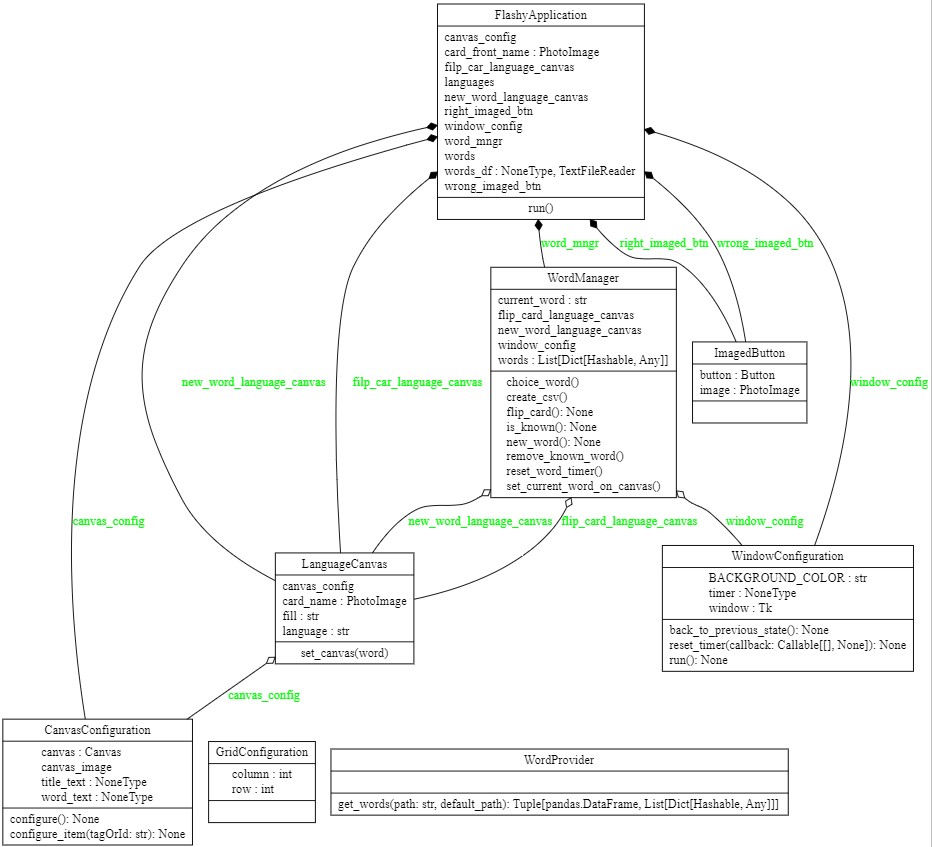 FlashyApplication
canvas_config
card_front_name : PhotoImage
filp_car_language_canvas
languages
new_word_language_canvas
right_imaged_btn
window_config
word_mngr
words
words_df : NoneType, TextFileReader
wrong_imaged_btn
run()
word_mngr
right_imaged_btn
wrong_imaged_btn
WordManager
current_word : str
flip_card_language_canvas
new_word_language_canvas
window_config
words : List[Dict[Hashable, Any]]
choice_word()
create_csv()
flip_card(): None
is_known(): None
new_word(): None
remove_known_word()
reset_word_timer()
set_current_word_on_canvas()
ImagedButton
button : Button
image : PhotoImage
new_word_language_canvas
filp_car_language_canvas
window_config
canvas_config
new_word_language_canvas
flip_card_language_canvas
window_config
LanguageCanvas
canvas_config
card_name : PhotoImage
fill : str
language : str
set_canvas(word)
WindowConfiguration
BACKGROUND_COLOR : str
timer : NoneType
window : Tk
back_to_previous_state(): None
reset_timer(callback: Callable[[], None]): None
run(): None
canvas_config
CanvasConfiguration
canvas : Canvas
canvas_image
title_text : NoneType
word_text : NoneType
configure(): None
configure_item(tagOrId: str): None
GridConfiguration
column : int
row : int
WordProvider
get_words(path: str, default_path): Tuple[pandas.DataFrame, List[Dict[Hashable, Any]]]